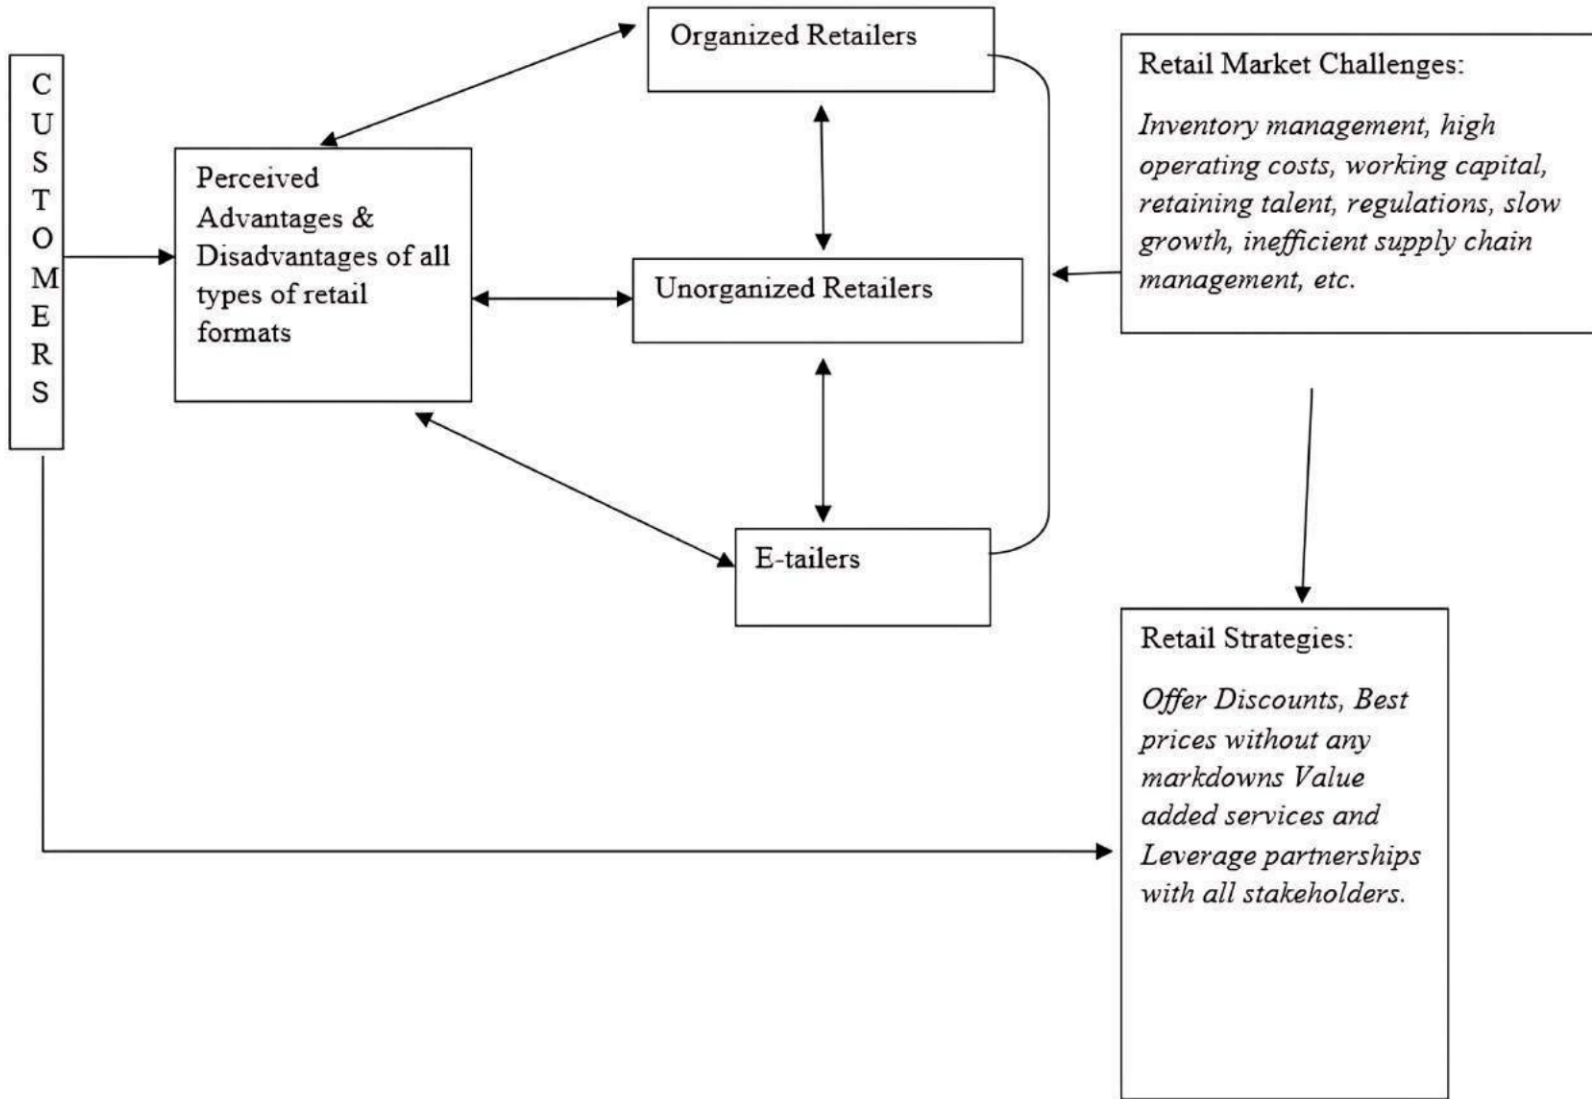 CUSTOMERS
Perceived
Advantages &
Disadvantages of all
types of retail
formats
Organized Retailers
Unorganized Retailers
E-tailers
Retail Market Challenges:
Inventory management, high
operating costs, working capital,
retaining talent, regulations, slow
growth, inefficient supply chain
management, etc.
Retail Strategies:
Offer Discounts, Best
prices without any
markdowns Value
added services and
Leverage partnerships
with all stakeholders.